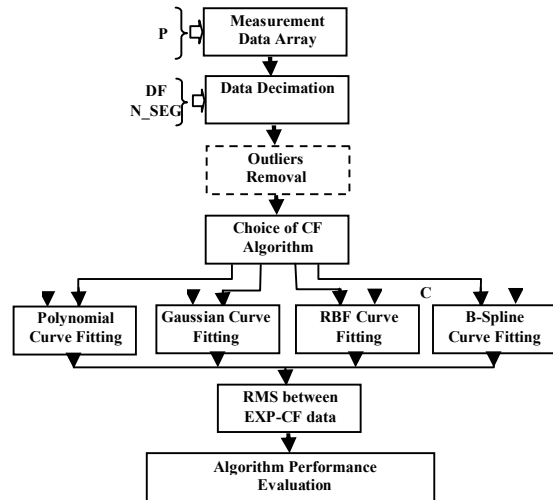 P
Measurement
Data Array
DF
N_SEG
Data Decimation
Outliers
Removal
Choice of CF
Algorithm
C
Polynomial
Curve Fitting
Gaussian Curve
Fitting
RBF Curve
Fitting
B-Spline
Curve Fitting
RMS between
EXP-CF data
Algorithm Performance
Evaluation